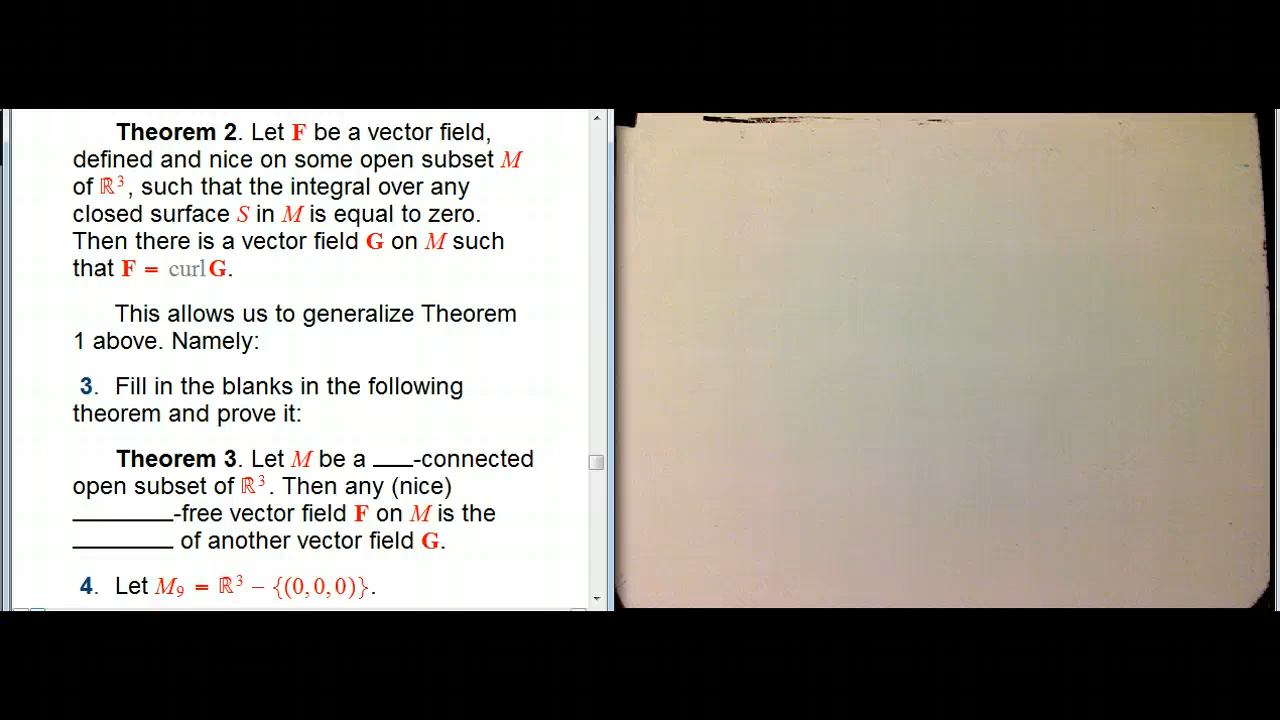 Theorem 2. Let F be a vector field,
defined and nice on some open subset M
of ℝ³, such that the integral over any
closed surface S in M is equal to zero.
Then there is a vector field G on M such
that F = curl G.
This allows us to generalize Theorem
1 above. Namely:
3. Fill in the blanks in the following
theorem and prove it:
Theorem 3. Let M be a ___-connected
open subset of ℝ³. Then any (nice)
________-free vector field F on M is the
________ of another vector field G.
4. Let M₉ = ℝ³ − {(0,0,0)}.